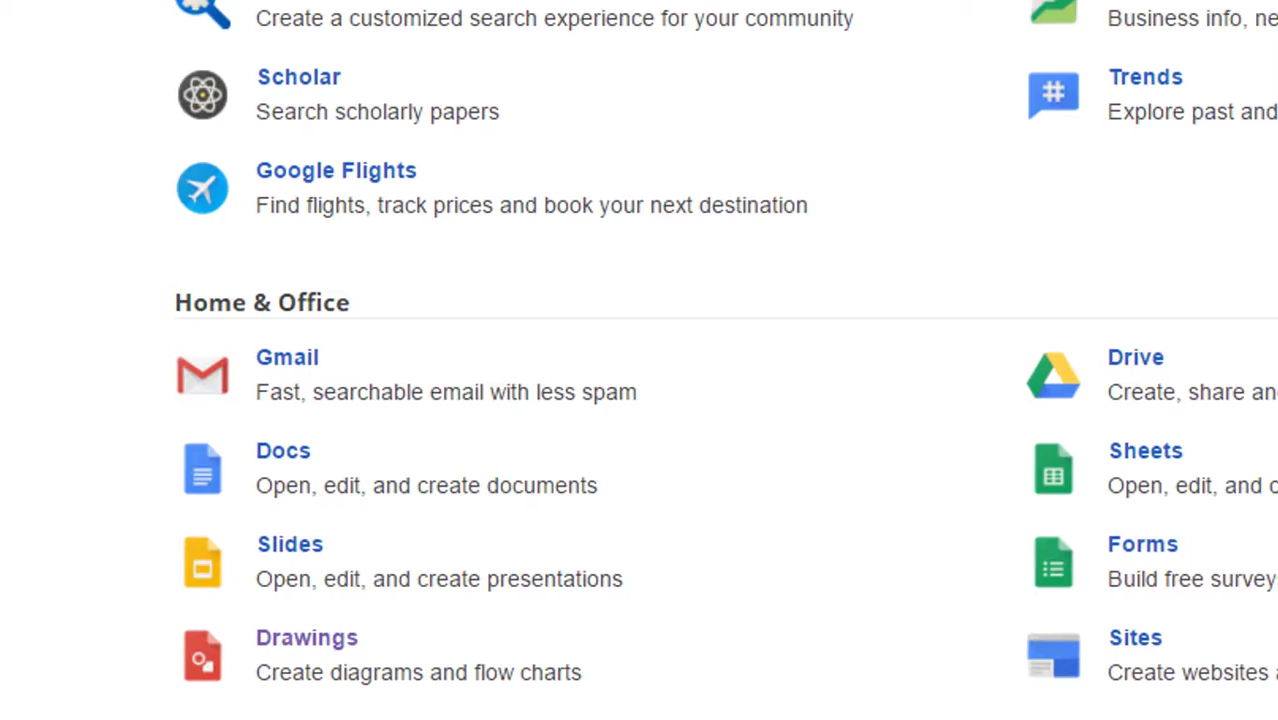 Create a customized search experience for your community
Business info, ne
Scholar
Search scholarly papers
Trends
Explore past and
Google Flights
Find flights, track prices and book your next destination
Home & Office
Gmail
Fast, searchable email with less spam
Drive
Create, share an
Docs
Open, edit, and create documents
Sheets
Open, edit, and c
Slides
Open, edit, and create presentations
Forms
Build free survey
Drawings
Create diagrams and flow charts
Sites
Create websites